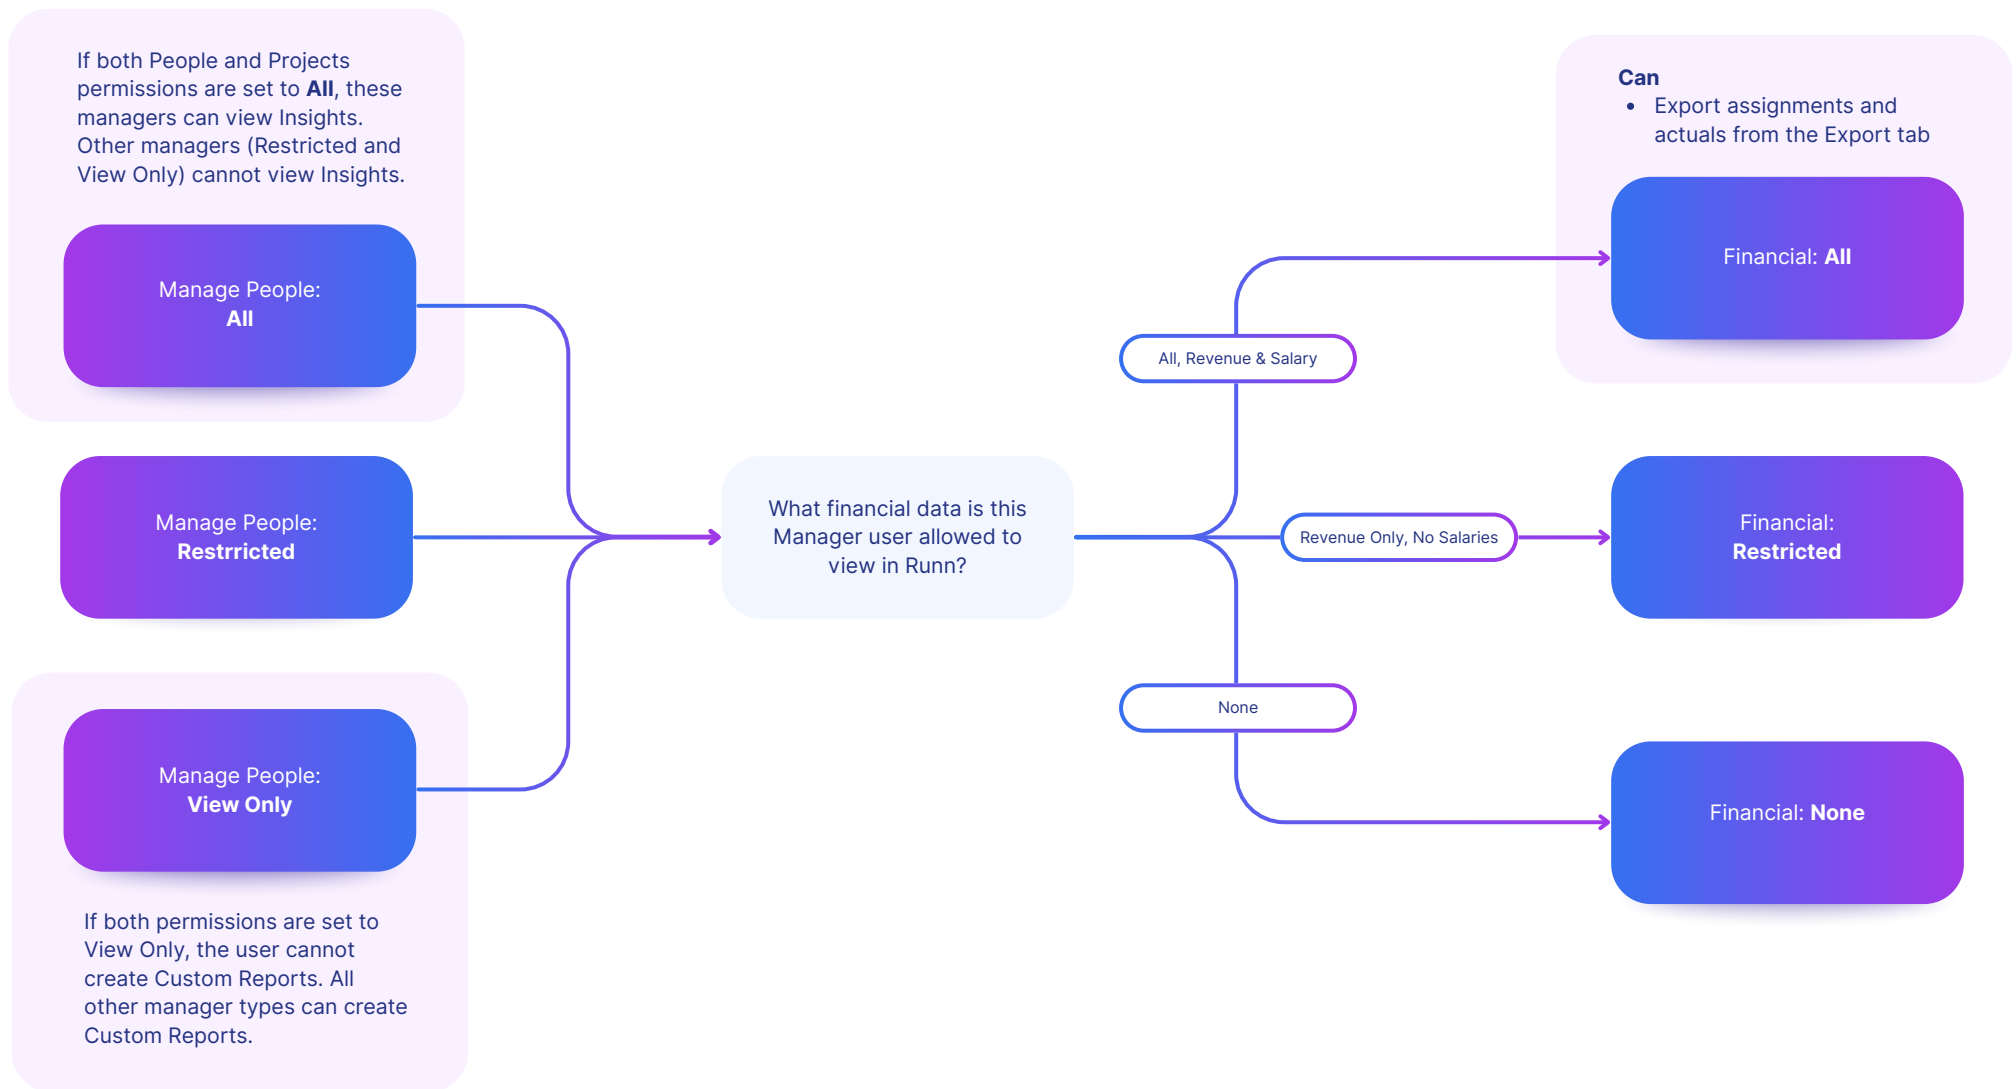 If both People and Projects
permissions are set to All, these
managers can view Insights.
Other managers (Restricted and
View Only) cannot view Insights.
Manage People:
All
Manage People:
Restrricted
Manage People:
View Only
If both permissions are set to
View Only, the user cannot
create Custom Reports. All
other manager types can create
Custom Reports.
What financial data is this
Manager user allowed to
view in Runn?
All, Revenue & Salary
Revenue Only, No Salaries
None
Can
• Export assignments and
actuals from the Export tab
Financial: All
Financial:
Restricted
Financial: None